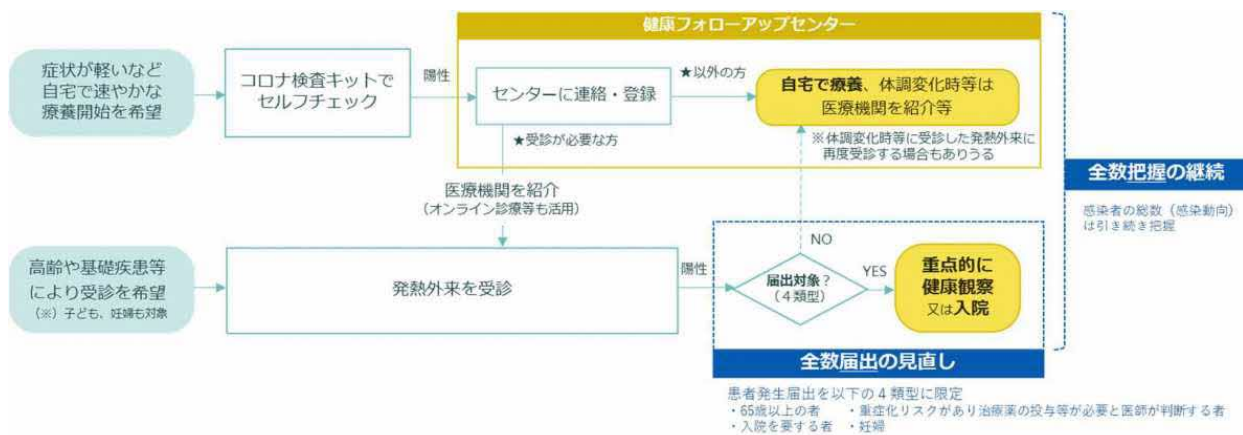 健康フォローアップセンター
症状が軽いなど
自宅で速やかな
療養開始を希望
コロナ検査キットで
セルフチェック
陽性
センターに連絡・登録
★以外の方
自宅で療養、体調変化時等は
医療機関を紹介等
★受診が必要な方
※体調変化時等に受診した発熱外来に
再度受診する場合もありうる
医療機関を紹介
（オンライン診療等も活用）
全数把握の継続
感染者の総数（感染動向）
は引き続き把握
高齢や基礎疾患等
により受診を希望
（※）子ども、妊婦も対象
発熱外来を受診
陽性
届出対象？
（４類型）
NO
YES
重点的に
健康観察
又は入院
全数届出の見直し
患者発生届出を以下の４類型に限定
・65歳以上の者　・重症化リスクがあり治療薬の投与等が必要と医師が判断する者
・入院を要する者　・妊婦